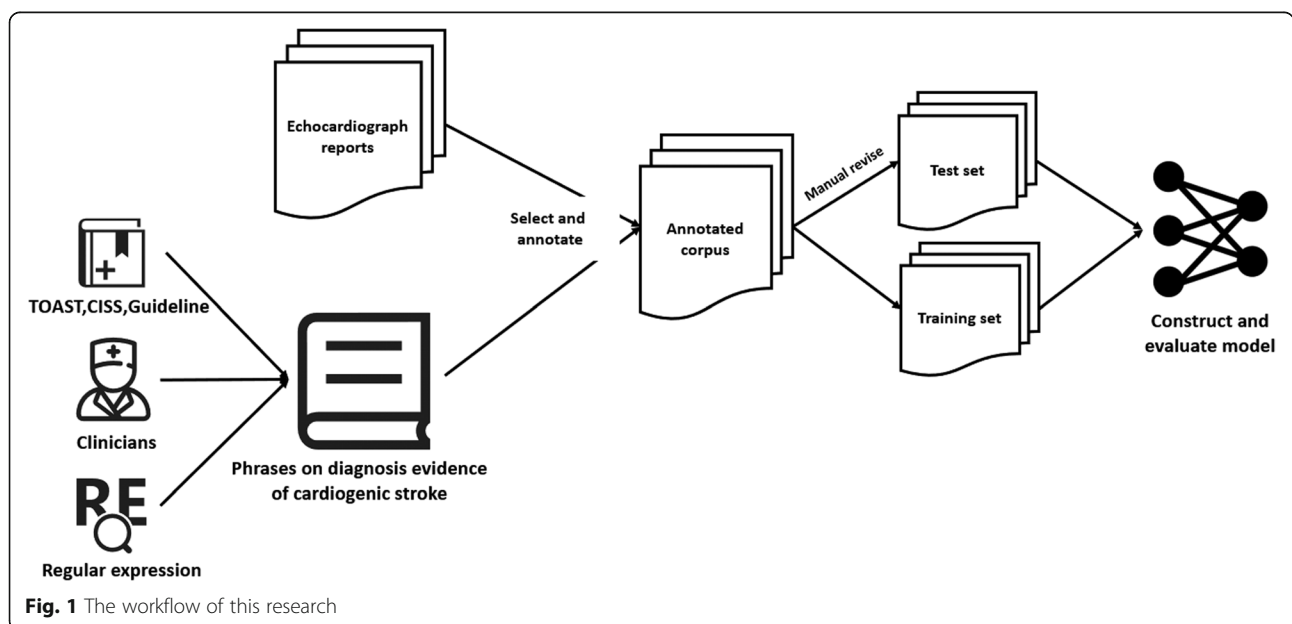 Echocardiograph
reports
Select and
annotate
TOAST,CISS,Guideline
Clinicians
RE
Regular expression
Phrases on diagnosis evidence
of cardiogenic stroke
Annotated
corpus
Manual revise
Test set
Training set
Construct and
evaluate model
Fig. 1 The workflow of this research